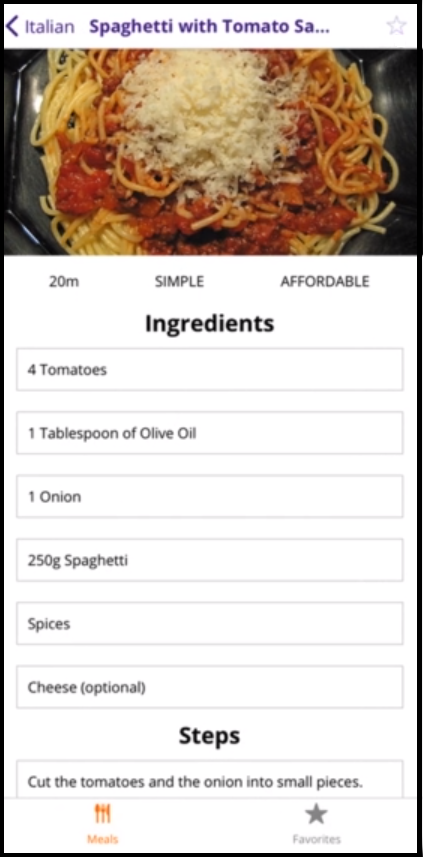 Italian Spaghetti with Tomato Sa...
20m SIMPLE AFFORDABLE
Ingredients
4 Tomatoes
1 Tablespoon of Olive Oil
1 Onion
250g Spaghetti
Spices
Cheese (optional)
Steps
Cut the tomatoes and the onion into small pieces.
Meals Favorites